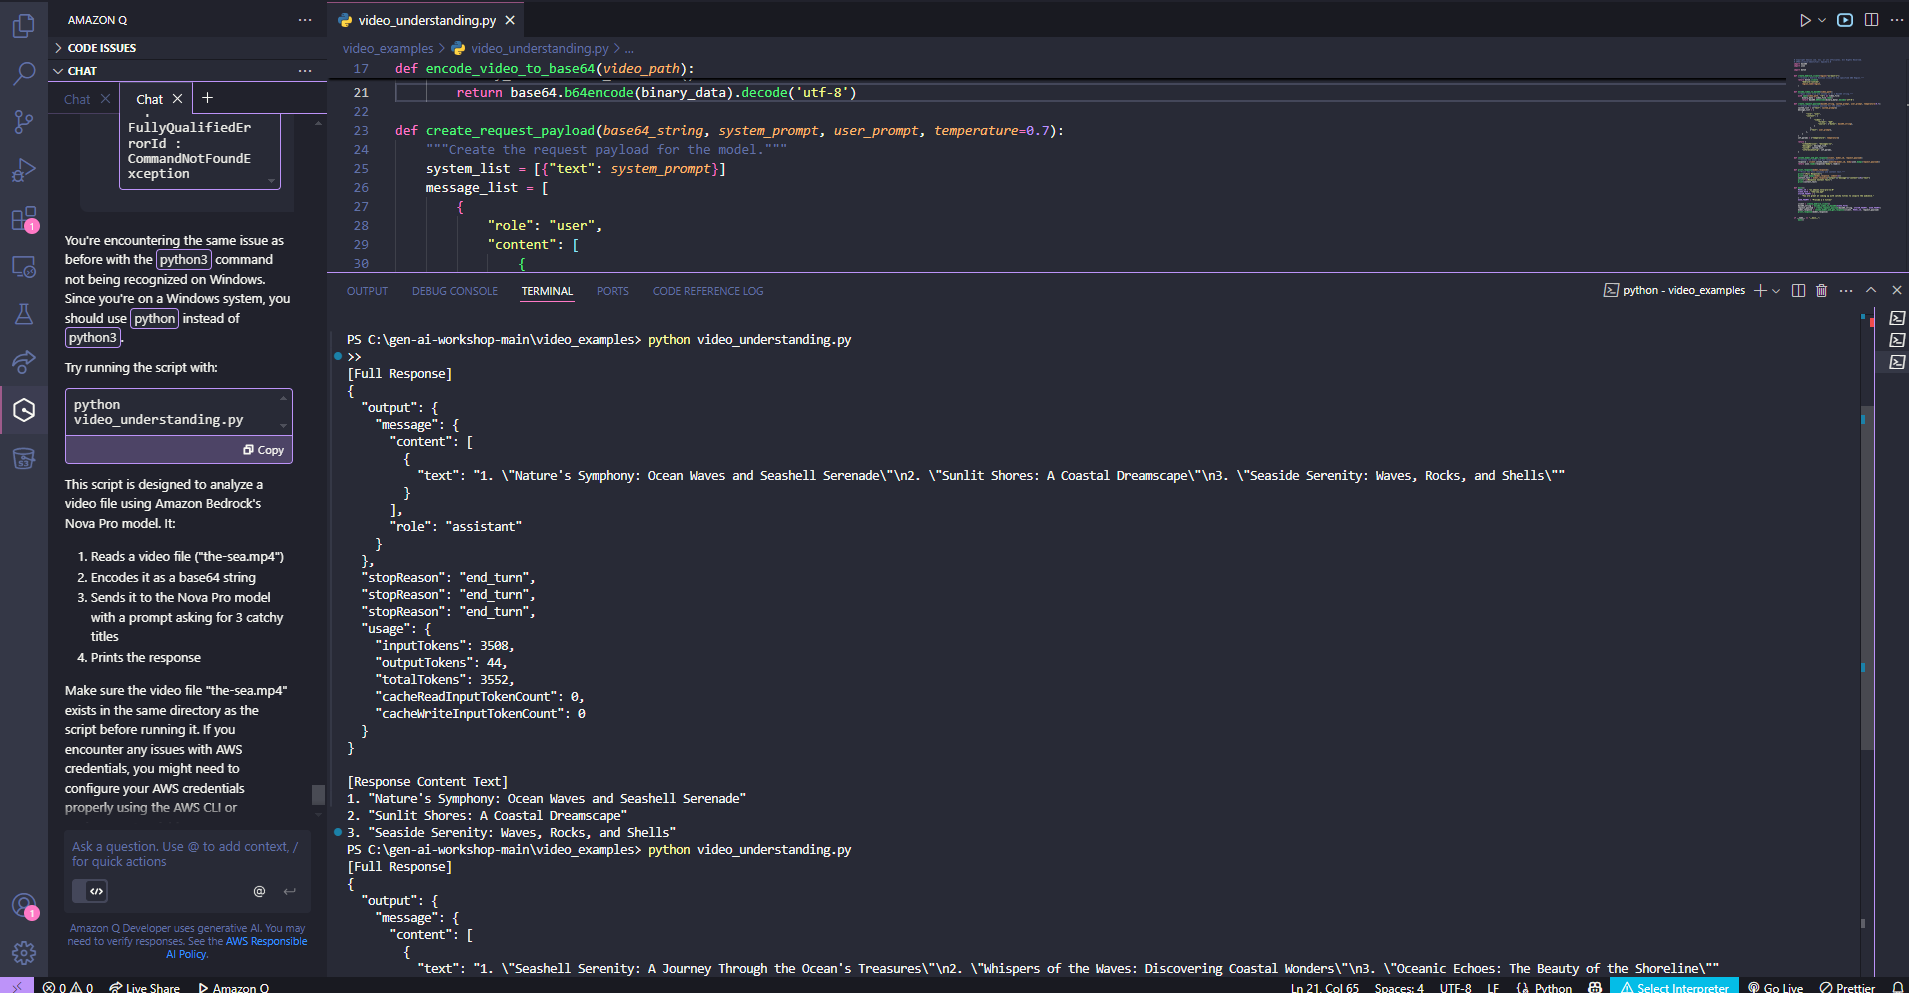 AMAZON Q
CODE ISSUES
CHAT
Chat
Chat
FullyQualifiedEr
rorId :
CommandNotFoundE
xception
You're encountering the same issue as
before with the python3 command
not being recognized on Windows.
Since you're on a Windows system, you
should use python instead of
python3.
Try running the script with:
python
video_understanding.py
Copy
This script is designed to analyze a
video file using Amazon Bedrock's
Nova Pro model. It:
1. Reads a video file ("the-sea.mp4")
2. Encodes it as a base64 string
3. Sends it to the Nova Pro model
with a prompt asking for 3 catchy
titles
4. Prints the response
Make sure the video file "the-sea.mp4"
exists in the same directory as the
script before running it. If you
encounter any issues with AWS
credentials, you might need to
configure your AWS credentials
properly using the AWS CLI or
Ask a question. Use @ to add context, /
for quick actions
Amazon Q Developer uses generative AI. You may
need to verify responses. See the AWS Responsible
AI Policy.
video_understanding.py
video_examples > video_understanding.py > ...
17 def encode_video_to_base64(video_path):
21 return base64.b64encode(binary_data).decode('utf-8')
22
23 def create_request_payload(base64_string, system_prompt, user_prompt, temperature=0.7):
24 """Create the request payload for the model."""
25 system_list = [{"text": system_prompt}]
26 message_list = [
27 {
28 "role": "user",
29 "content": [
30 {
OUTPUT DEBUG CONSOLE TERMINAL PORTS CODE REFERENCE LOG
python - video_examples
PS C:\gen-ai-workshop-main\video_examples> python video_understanding.py
>>
[Full Response]
{
"output": {
"message": {
"content": [
{
"text": "1. \"Nature's Symphony: Ocean Waves and Seashell Serenade\"\n2. \"Sunlit Shores: A Coastal Dreamscape\"\n3. \"Seaside Serenity: Waves, Rocks, and Shells\""
}
],
"role": "assistant"
}
},
"stopReason": "end_turn",
"stopReason": "end_turn",
"stopReason": "end_turn",
"usage": {
"inputTokens": 3508,
"outputTokens": 44,
"totalTokens": 3552,
"cacheReadInputTokenCount": 0,
"cacheWriteInputTokenCount": 0
}
}
[Response Content Text]
1. "Nature's Symphony: Ocean Waves and Seashell Serenade"
2. "Sunlit Shores: A Coastal Dreamscape"
3. "Seaside Serenity: Waves, Rocks, and Shells"
PS C:\gen-ai-workshop-main\video_examples> python video_understanding.py
[Full Response]
{
"output": {
"message": {
"content": [
{
"text": "1. \"Seashell Serenity: A Journey Through the Ocean's Treasures\"\n2. \"Whispers of the Waves: Discovering Coastal Wonders\"\n3. \"Oceanic Echoes: The Beauty of the Shoreline\""
0 0 Live Share Amazon Q
Ln 21, Col 65 Spaces: 4 UTF-8 LF Python Select Interpreter Go Live Prettier